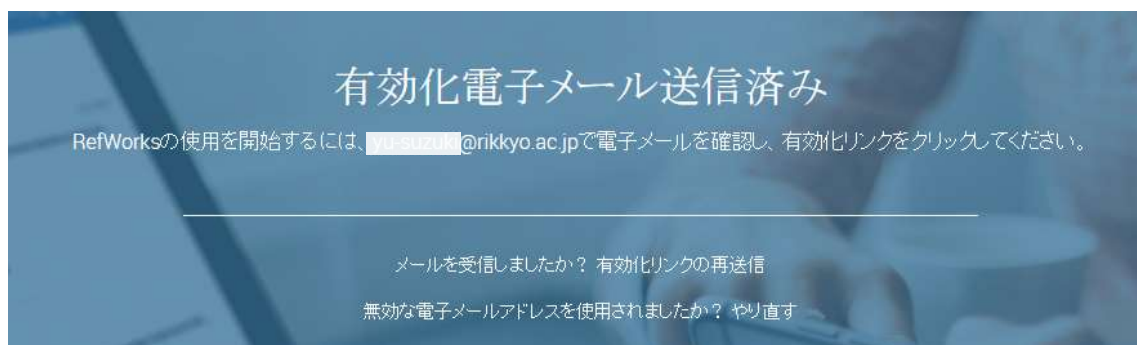 有効化電子メール送信済み
RefWorksの使用を開始するには、@rikkyo.ac.jpで電子メールを確認し、有効化リンクをクリックしてください。
メールを受信しましたか？ 有効化リンクの再送信
無効な電子メールアドレスを使用されましたか？ やり直す